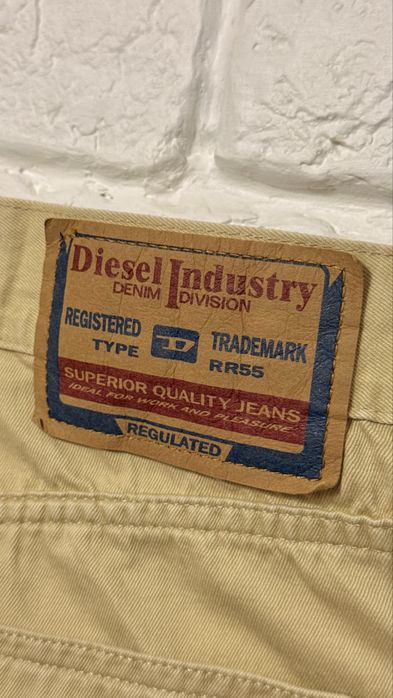 Diesel Industry
DENIM DIVISION
REGISTERED D TRADEMARK
TYPE RR55
SUPERIOR QUALITY JEANS
IDEAL FOR WORK AND PLEASURE
REGULATED